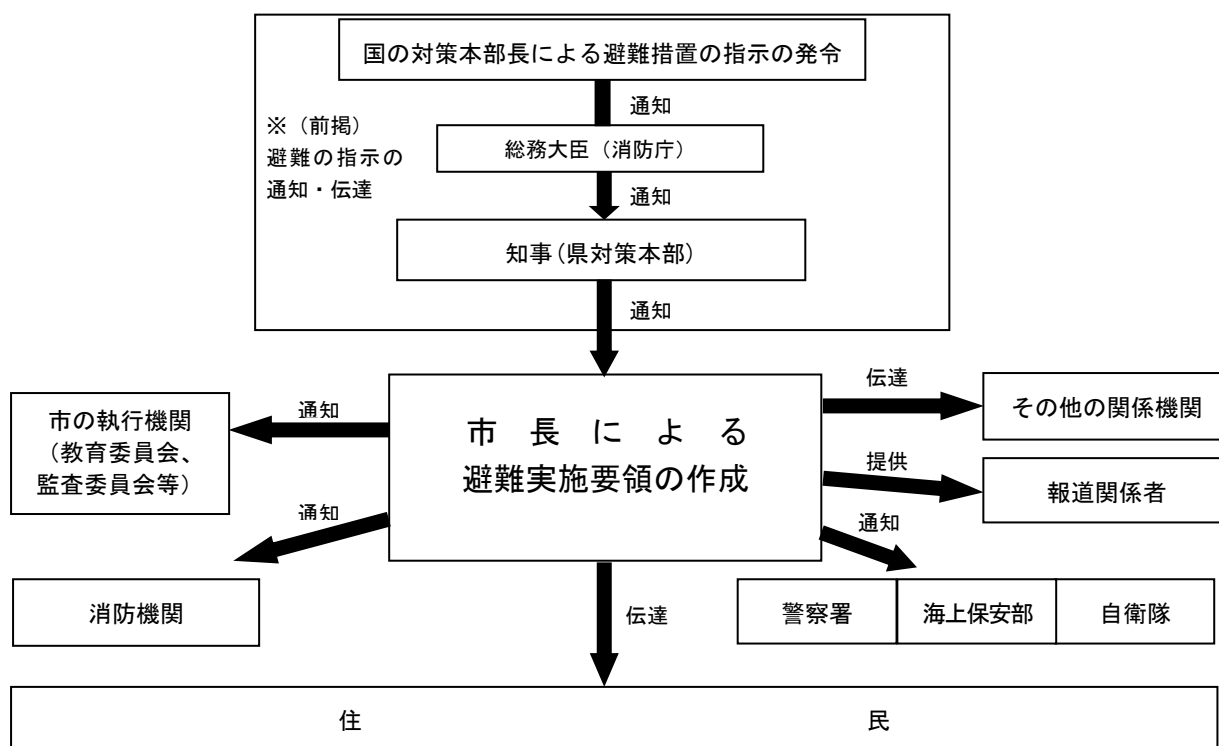 国の対策本部長による避難措置の指示の発令
通知
※（前掲）
避難の指示の
通知・伝達
総務大臣（消防庁）
通知
知事（県対策本部）
通知
市長による
避難実施要領の作成
通知
市の執行機関
（教育委員会、
監査委員会等）
通知
消防機関
伝達
その他の関係機関
提供
報道関係者
通知
警察署
海上保安部
自衛隊
伝達
住民